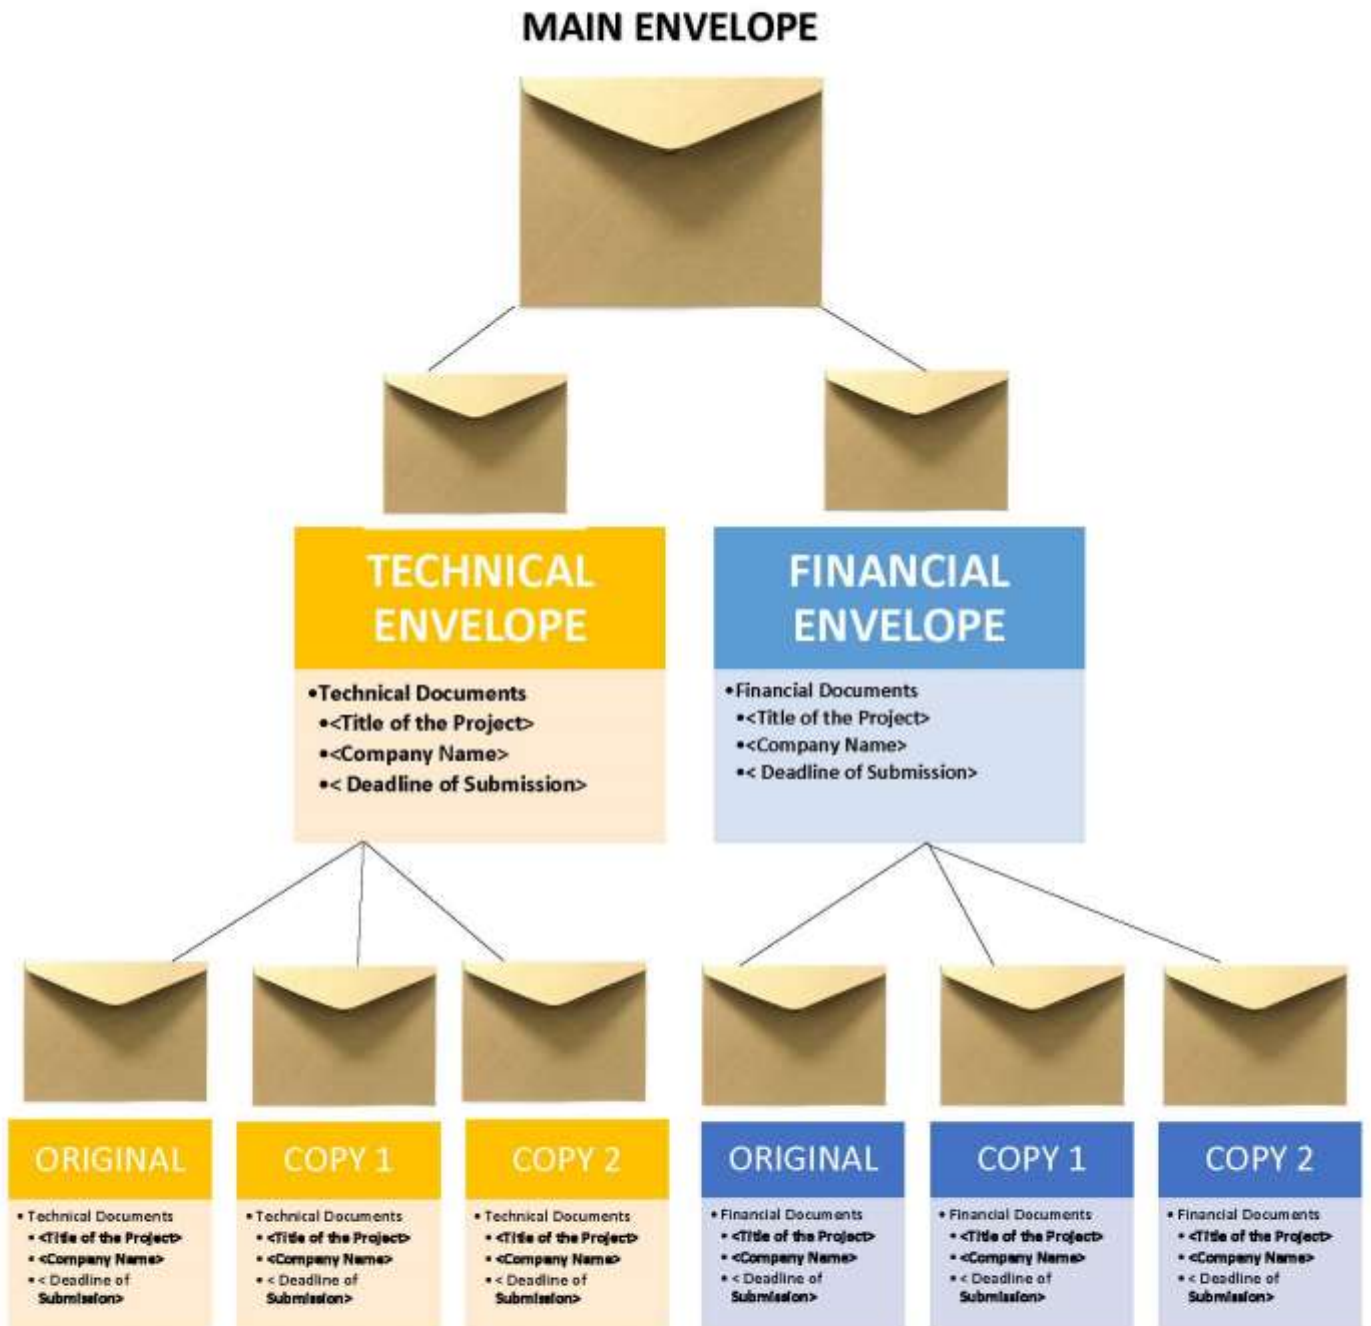 MAIN ENVELOPE
TECHNICAL
ENVELOPE
•Technical Documents
•<Title of the Project>
•<Company Name>
•< Deadline of Submission>
FINANCIAL
ENVELOPE
•Financial Documents
•<Title of the Project>
•<Company Name>
•< Deadline of Submission>
ORIGINAL
• Technical Documents
• <Title of the Project>
• <Company Name>
• < Deadline of
Submission>
COPY 1
• Technical Documents
• <Title of the Project>
• <Company Name>
• < Deadline of
Submission>
COPY 2
• Technical Documents
• <Title of the Project>
• <Company Name>
• < Deadline of
Submission>
ORIGINAL
• Financial Documents
• <Title of the Project>
• <Company Name>
• < Deadline of
Submission>
COPY 1
• Financial Documents
• <Title of the Project>
• <Company Name>
• < Deadline of
Submission>
COPY 2
• Financial Documents
• <Title of the Project>
• <Company Name>
• < Deadline of
Submission>